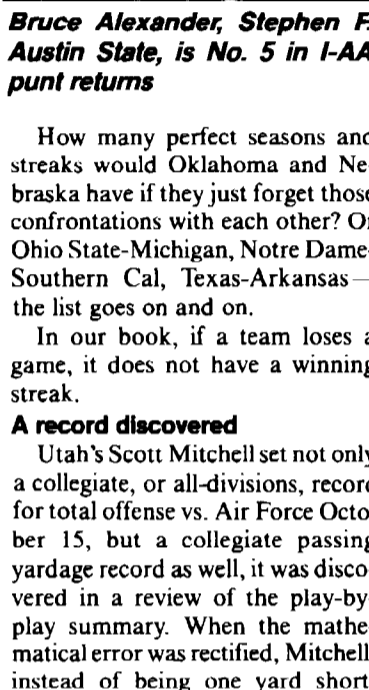 Bruce Alexander, Stephen F.
Austin State, is No. 5 in I-AA
punt returns
How many perfect seasons and
streaks would Oklahoma and Ne-
braska have if they just forget those
confrontations with each other? Or
Ohio State-Michigan, Notre Dame-
Southern Cal, Texas-Arkansas—
the list goes on and on.
In our book, if a team loses a
game, it does not have a winning
streak.
A record discovered
Utah's Scott Mitchell set not only
a collegiate, or all-divisions, record
for total offense vs. Air Force Octo-
ber 15, but a collegiate passing
yardage record as well, it was disco-
vered in a review of the play-by-
play summary. When the mathe-
matical error was rectified, Mitchell,
instead of being one yard short